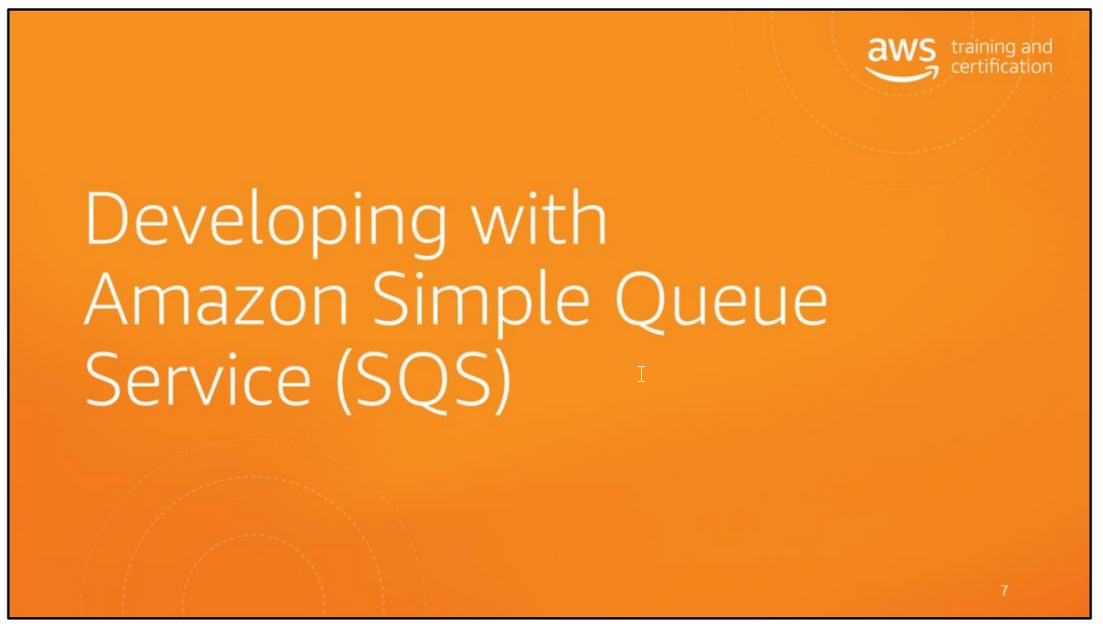 aws training and
certification
Developing with
Amazon Simple Queue
Service (SQS)
7